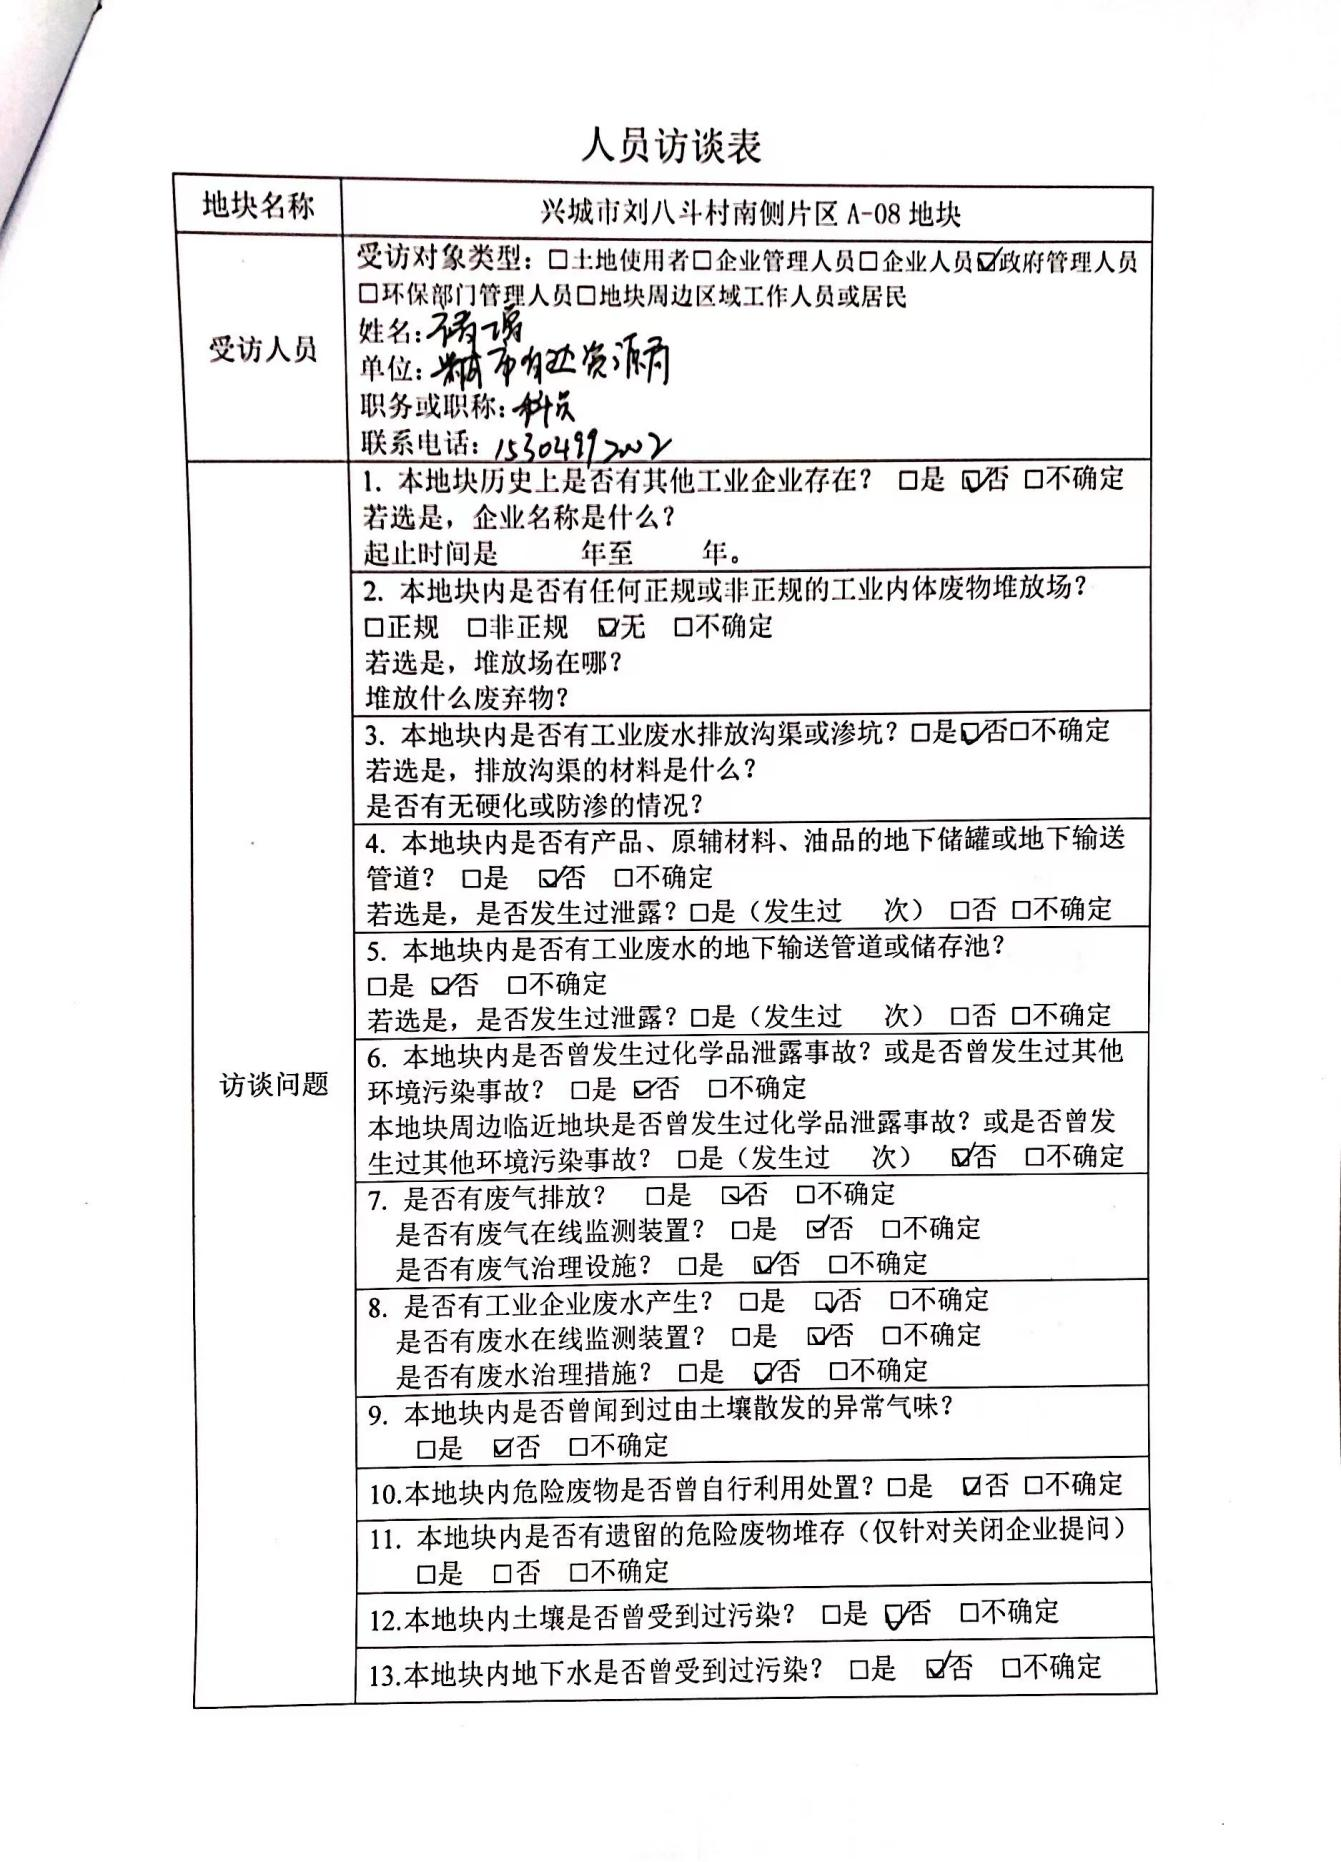 人员访谈表
地块名称
兴城市刘八斗村南侧片区 A-08 地块
受访人员
受访对象类型：□土地使用者□企业管理人员□企业人员☑政府管理人员
□环保部门管理人员□地块周边区域工作人员或居民
姓名：
单位：兴城市自然资源局
职务或职称：科员
联系电话：15304992002
访谈问题
1. 本地块历史上是否有其他工业企业存在？ □是 ☑否 □不确定
若选是，企业名称是什么？
起止时间是 年至 年。
2. 本地块内是否有任何正规或非正规的工业内体废物堆放场？
□正规 □非正规 ☑无 □不确定
若选是，堆放场在哪？
堆放什么废弃物？
3. 本地块内是否有工业废水排放沟渠或渗坑？□是☑否□不确定
若选是，排放沟渠的材料是什么？
是否有无硬化或防渗的情况？
4. 本地块内是否有产品、原辅材料、油品的地下储罐或地下输送
管道？ □是 ☑否 □不确定
若选是，是否发生过泄露？□是（发生过 次） □否 □不确定
5. 本地块内是否有工业废水的地下输送管道或储存池？
□是 ☑否 □不确定
若选是，是否发生过泄露？□是（发生过 次） □否 □不确定
6. 本地块内是否曾发生过化学品泄露事故？或是否曾发生过其他
环境污染事故？ □是 ☑否 □不确定
本地块周边临近地块是否曾发生过化学品泄露事故？或是否曾发
生过其他环境污染事故？ □是（发生过 次） ☑否 □不确定
7. 是否有废气排放？ □是 ☑否 □不确定
是否有废气在线监测装置？ □是 ☑否 □不确定
是否有废气治理设施？ □是 ☑否 □不确定
8. 是否有工业企业废水产生？ □是 ☑否 □不确定
是否有废水在线监测装置？ □是 ☑否 □不确定
是否有废水治理措施？ □是 ☑否 □不确定
9. 本地块内是否曾闻到过由土壤散发的异常气味？
□是 ☑否 □不确定
10.本地块内危险废物是否曾自行利用处置？□是 ☑否 □不确定
11. 本地块内是否有遗留的危险废物堆存（仅针对关闭企业提问）
□是 □否 □不确定
12.本地块内土壤是否曾受到过污染？ □是 ☑否 □不确定
13.本地块内地下水是否曾受到过污染？ □是 ☑否 □不确定